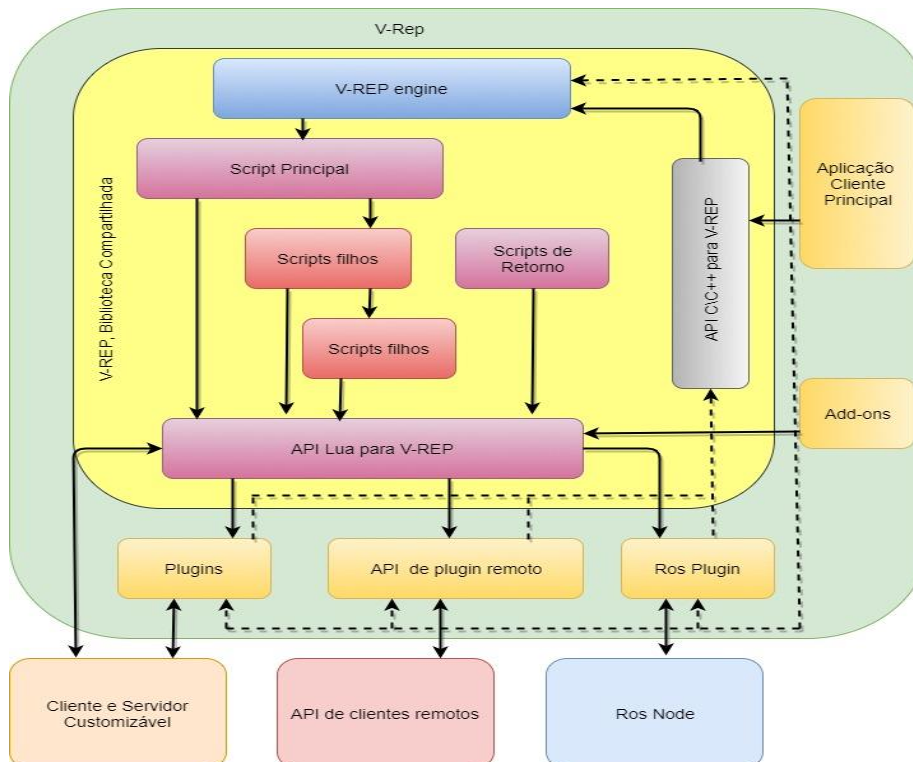 V-Rep
V-REP engine
Script Principal
Aplicação
Cliente
Principal
V-REP, Biblioteca Compartilhada
API C\C++ para V-REP
Scripts filhos
Scripts de
Retorno
Scripts filhos
Add-ons
API Lua para V-REP
Plugins
API de plugin remoto
Ros Plugin
Cliente e Servidor
Customizável
API de clientes remotos
Ros Node